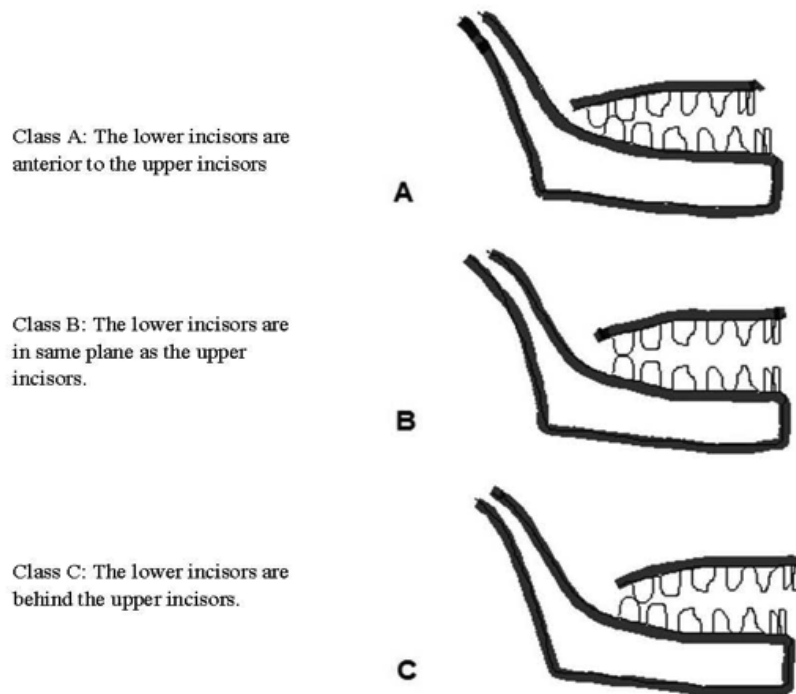 Class A: The lower incisors are
anterior to the upper incisors
A
Class B: The lower incisors are
in same plane as the upper
incisors.
B
Class C: The lower incisors are
behind the upper incisors.
C